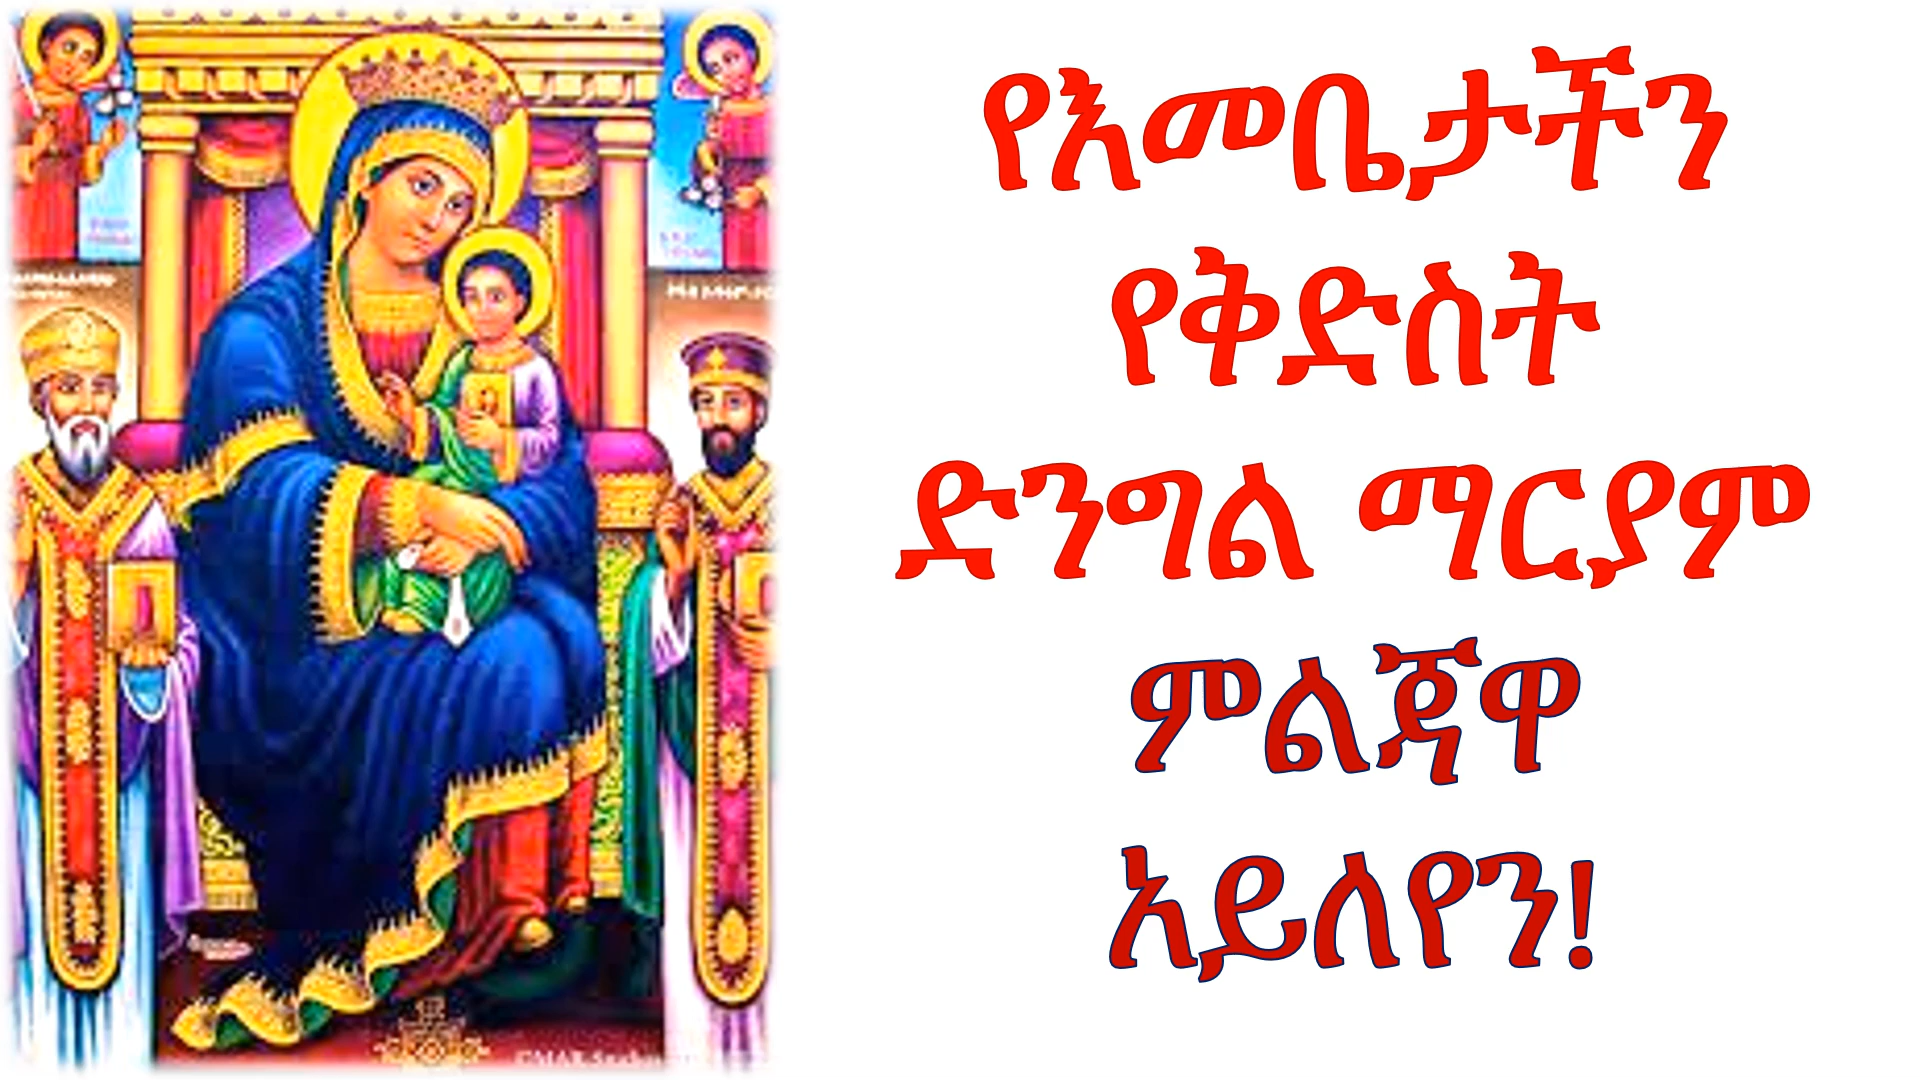 የእመቤታችን
የቅድስት
ድንግል ማርያም
ምልጃዋ
አይለየን!